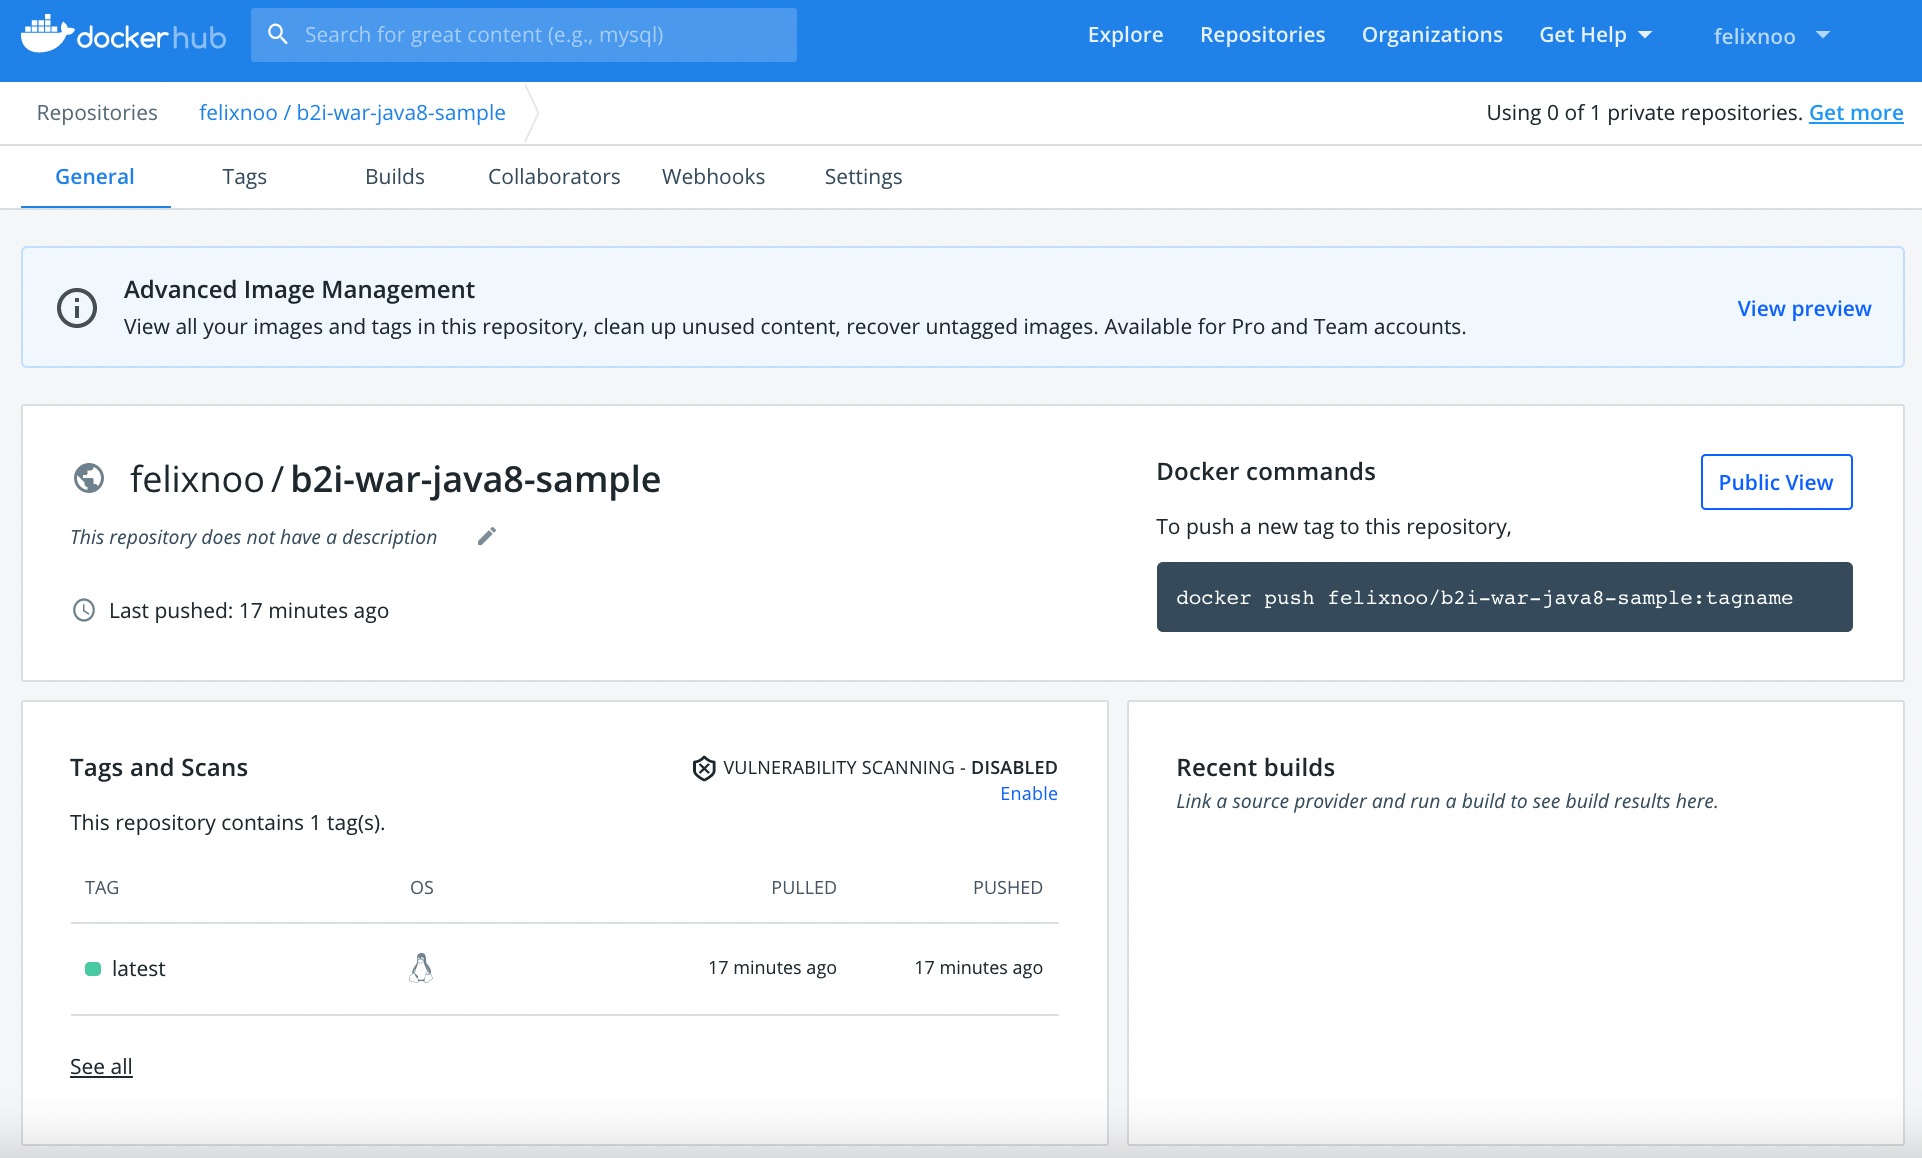 docker hub
Search for great content (e.g., mysql)
Explore
Repositories
Organizations
Get Help
felixnoo
Repositories
felixnoo / b2i-war-java8-sample
Using 0 of 1 private repositories. Get more
General
Tags
Builds
Collaborators
Webhooks
Settings
Advanced Image Management
View all your images and tags in this repository, clean up unused content, recover untagged images. Available for Pro and Team accounts.
View preview
felixnoo / b2i-war-java8-sample
This repository does not have a description
Last pushed: 17 minutes ago
Docker commands
Public View
To push a new tag to this repository,
docker push felixnoo/b2i-war-java8-sample:tagname
Tags and Scans
VULNERABILITY SCANNING - DISABLED
Enable
This repository contains 1 tag(s).
TAG OS PULLED PUSHED
latest 17 minutes ago 17 minutes ago
See all
Recent builds
Link a source provider and run a build to see build results here.